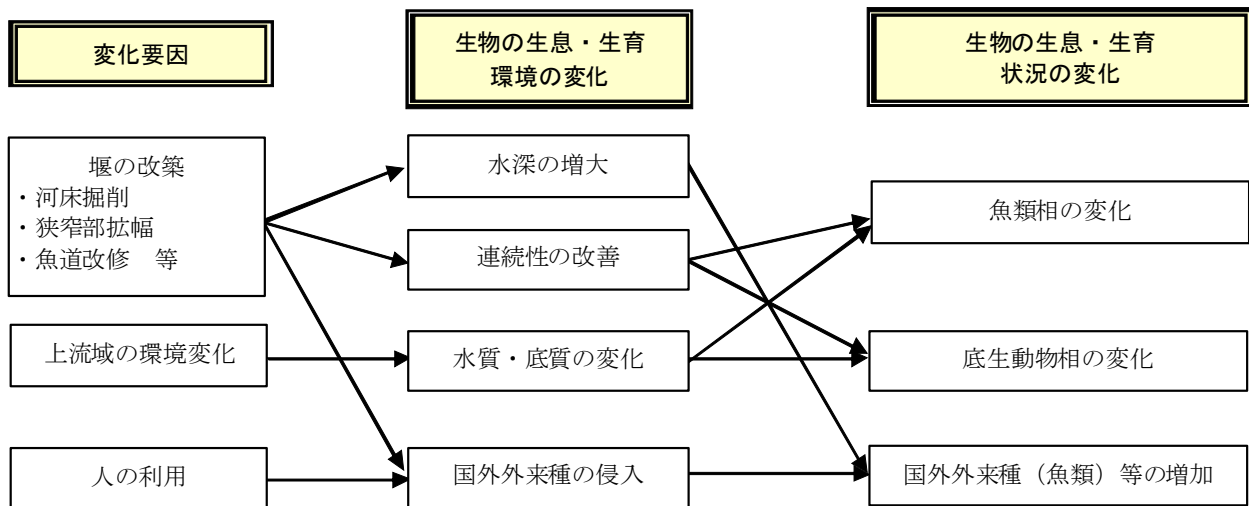 変化要因
生物の生息・生育
環境の変化
生物の生息・生育
状況の変化
堰の改築
・河床掘削
・狭窄部拡幅
・魚道改修　等
上流域の環境変化
人の利用
水深の増大
連続性の改善
水質・底質の変化
国外外来種の侵入
魚類相の変化
底生動物相の変化
国外外来種（魚類）等の増加